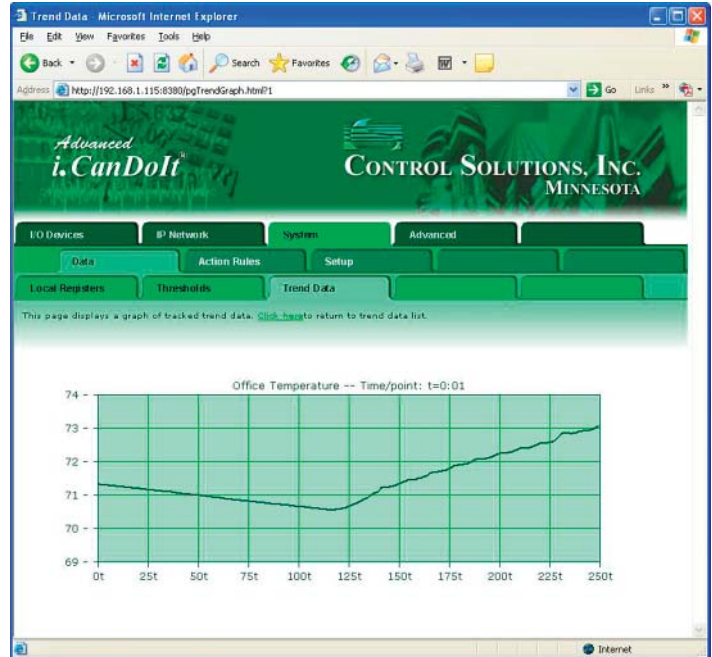 Trend Data - Microsoft Internet Explorer
File Edit View Favorites Tools Help
Back Search Favorites
Address http://192.168.1.115:8380/pgTrendGraph.html?1 Go Links »
Advanced
i.CanDoIt®
CONTROL SOLUTIONS, INC.
MINNESOTA
I/O Devices IP Network System Advanced
Data Action Rules Setup
Local Registers Thresholds Trend Data
This page displays a graph of tracked trend data. Click hereto return to trend data list.
Office Temperature -- Time/point: t=0:01
74 -
73 -
72 -
71 -
70 -
69 -
0t 25t 50t 75t 100t 125t 150t 175t 200t 225t 250t
Internet